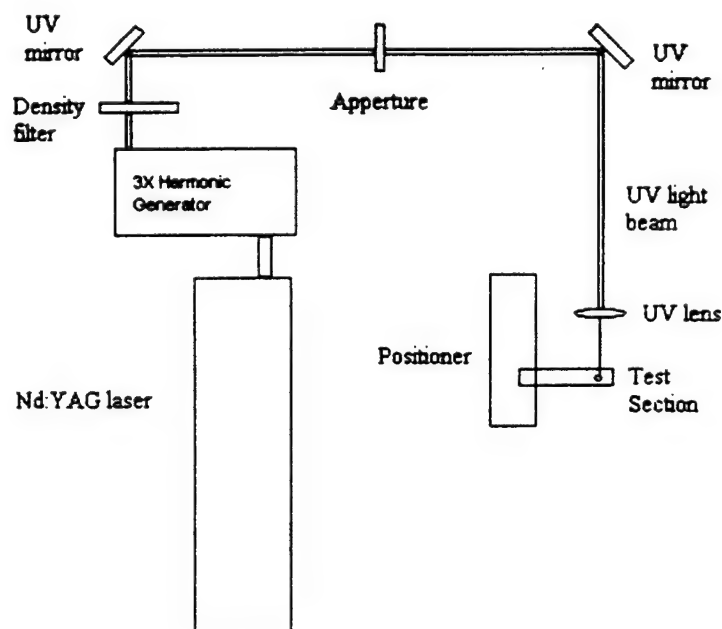 UV
mirror
UV
mirror
Apperture
Density
filter
3X Harmonic
Generator
UV light
beam
UV lens
Positioner
Test
Section
Nd:YAG laser